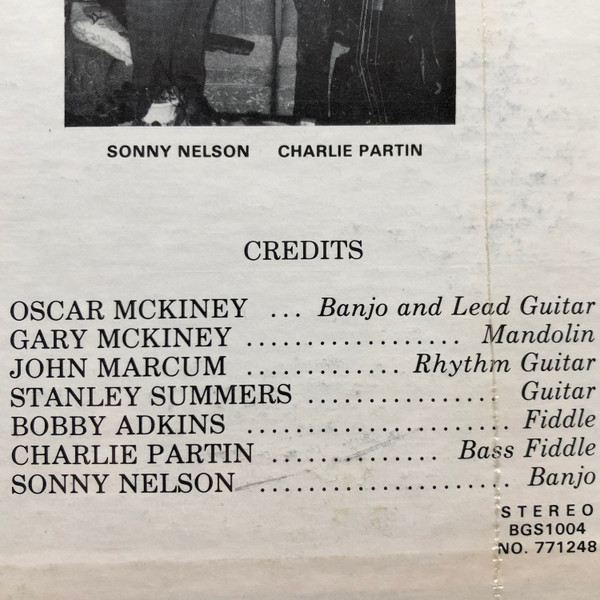 SONNY NELSON CHARLIE PARTIN
CREDITS
OSCAR MCKINEY ... Banjo and Lead Guitar
GARY MCKINEY ................... Mandolin
JOHN MARCUM ............. Rhythm Guitar
STANLEY SUMMERS ................. Guitar
BOBBY ADKINS ........................ Fiddle
CHARLIE PARTIN ............... Bass Fiddle
SONNY NELSON ...................... Banjo
STEREO
BGS1004
NO. 771248